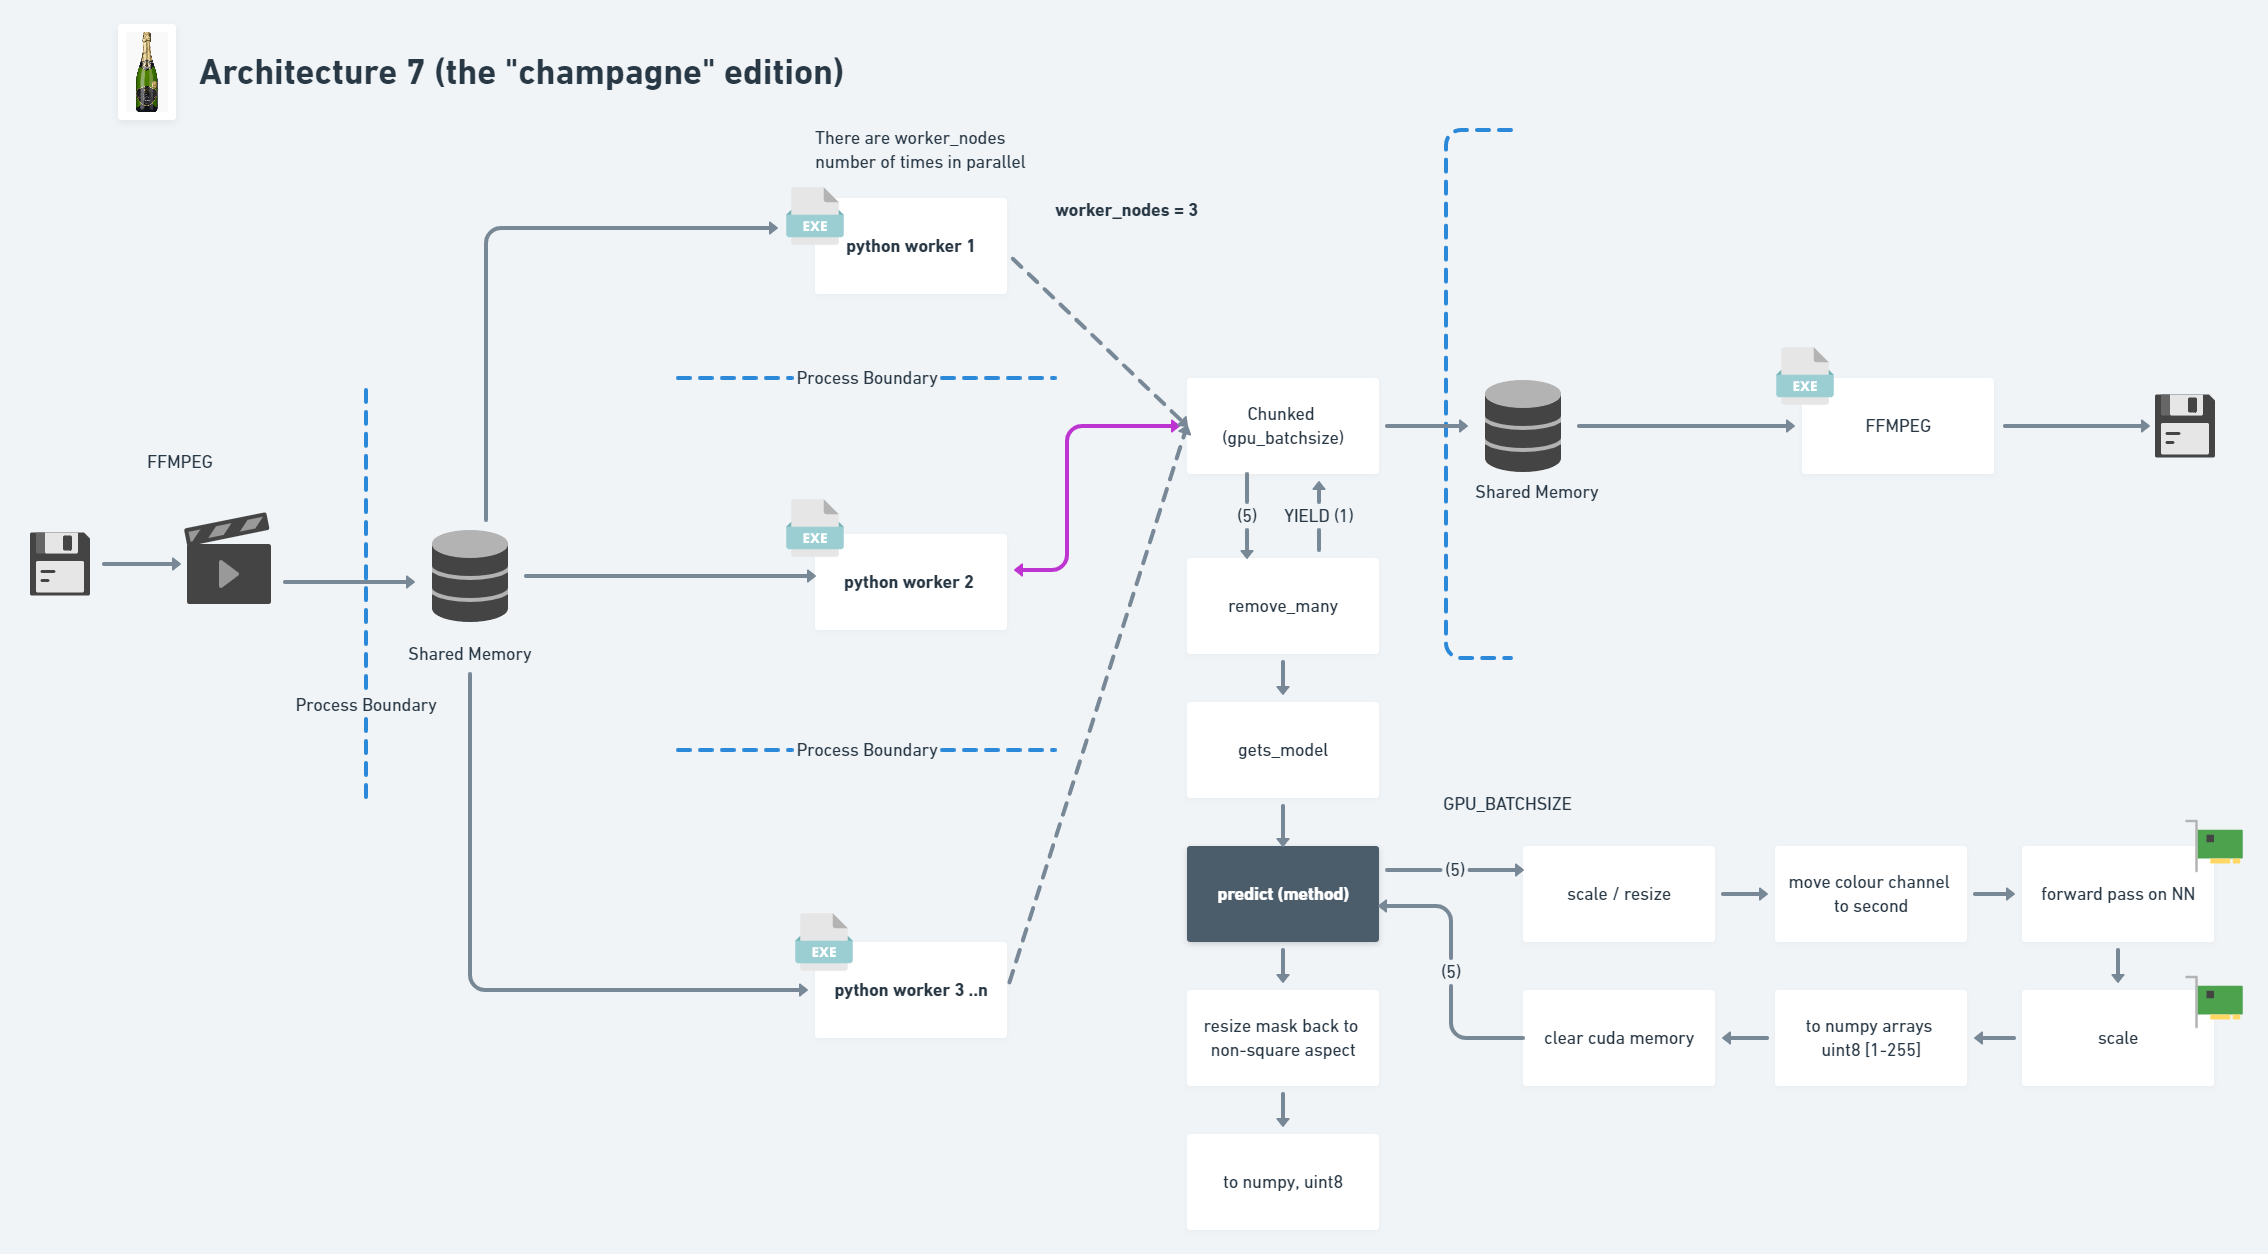 Architecture 7 (the "champagne" edition)
There are worker_nodes
number of times in parallel
worker_nodes = 3
EXE
python worker 1
Process Boundary
FFMPEG
Shared Memory
Process Boundary
EXE
python worker 2
Process Boundary
EXE
python worker 3 ..n
Chunked
(gpu_batchsize)
(5)
YIELD (1)
remove_many
gets_model
predict (method)
resize mask back to
non-square aspect
to numpy, uint8
Shared Memory
EXE
FFMPEG
GPU_BATCHSIZE
(5)
scale / resize
move colour channel
to second
forward pass on NN
scale
to numpy arrays
uint8 [1-255]
clear cuda memory
(5)